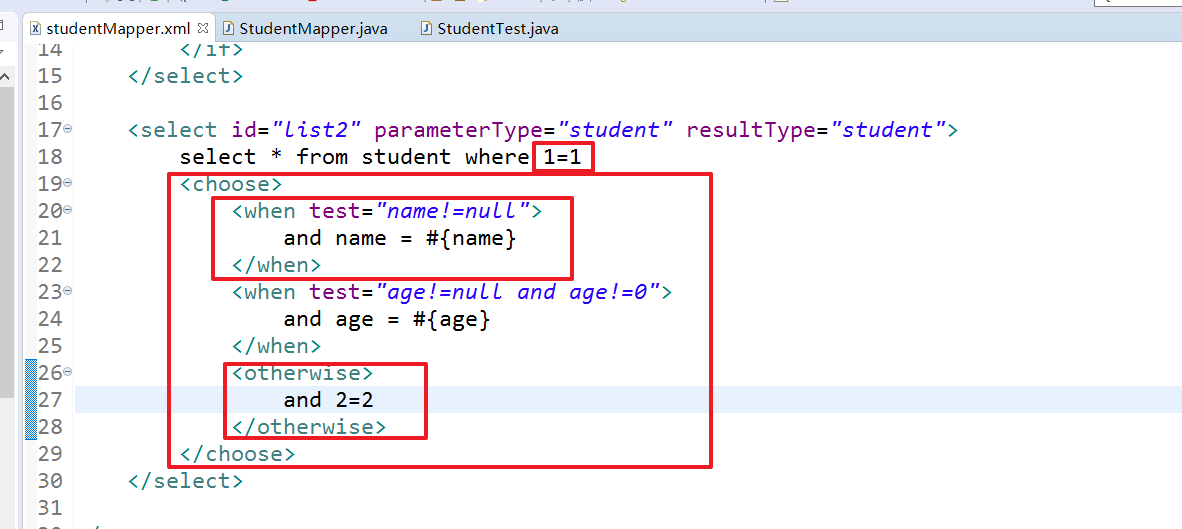 studentMapper.xml StudentMapper.java StudentTest.java
14 </if>
15 </select>
16
17 <select id="list2" parameterType="student" resultType="student">
18 select * from student where 1=1
19 <choose>
20 <when test="name!=null">
21 and name = #{name}
22 </when>
23 <when test="age!=null and age!=0">
24 and age = #{age}
25 </when>
26 <otherwise>
27 and 2=2
28 </otherwise>
29 </choose>
30 </select>
31